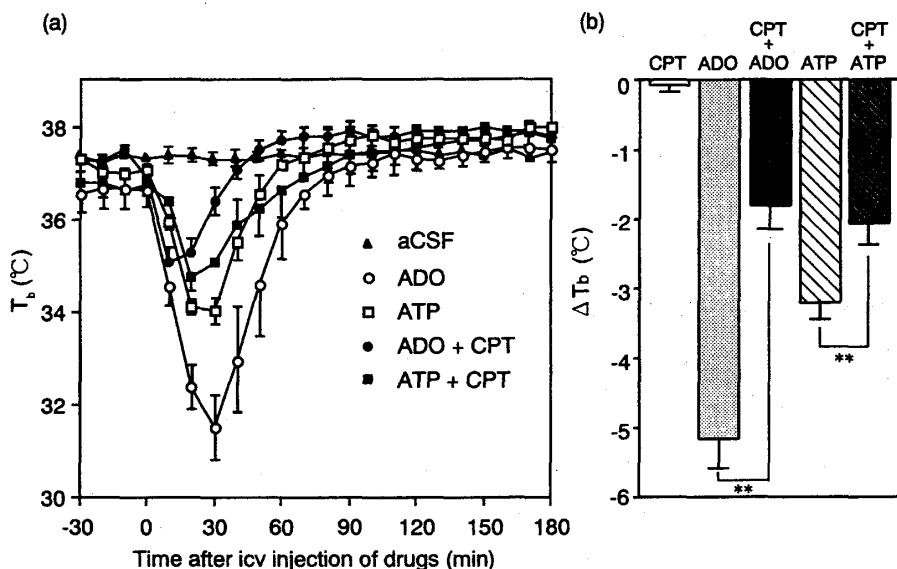 (a)
38
36
34
32
30
Tb (℃)
-30 0 30 60 90 120 150 180
Time after icv injection of drugs (min)
aCSF
ADO
ATP
ADO + CPT
ATP + CPT
(b)
CPT ADO CPT + ADO ATP CPT + ATP
0
-1
-2
-3
-4
-5
-6
Δ Tb (℃)
**
**